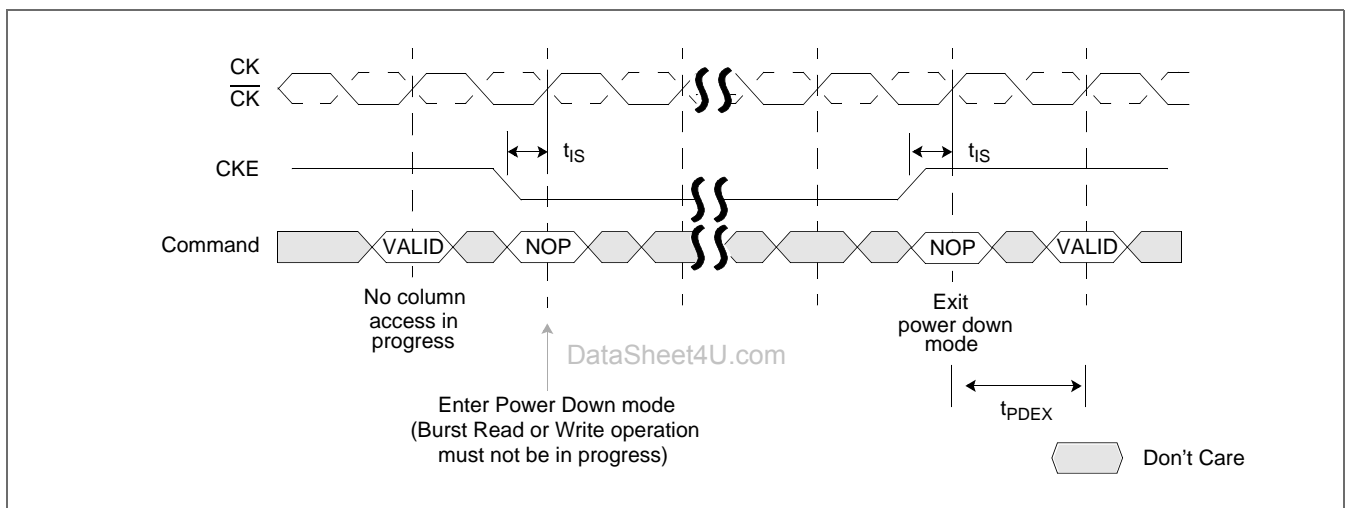 CK
CK
tIS
tIS
CKE
Command
VALID
NOP
NOP
VALID
No column
access in
progress
Exit
power down
mode
DataSheet4U.com
Enter Power Down mode
(Burst Read or Write operation
must not be in progress)
tPDEX
Don't Care